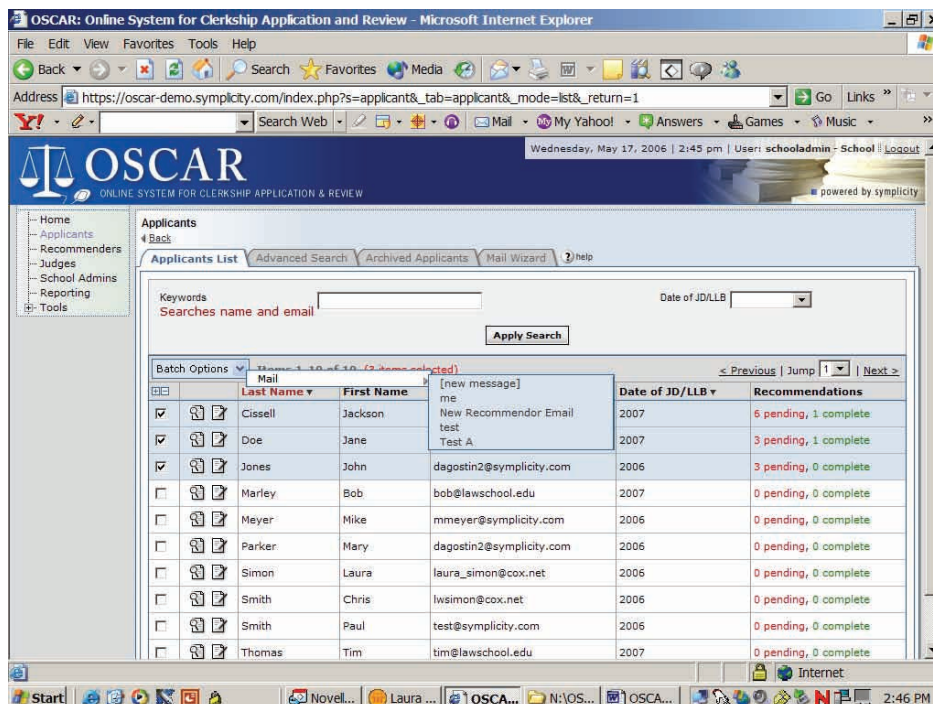 OSCAR: Online System for Clerkship Application and Review - Microsoft Internet Explorer
File Edit View Favorites Tools Help
Back Search Favorites Media
Address https://oscar-demo.symplicity.com/index.php?s=applicant&_tab=applicant&_mode=list&_return=1 Go Links »
Y! Search Web Mail My Yahoo! Answers Games Music »
Wednesday, May 17, 2006 | 2:45 pm | User: schooladmin - School Logout
OSCAR
ONLINE SYSTEM FOR CLERKSHIP APPLICATION & REVIEW
powered by symplicity
Home
Applicants
Recommenders
Judges
School Admins
Reporting
Tools
Applicants
Back
Applicants List Advanced Search Archived Applicants Mail Wizard ? help
Keywords Date of JD/LLB
Searches name and email
Apply Search
Batch Options Items 1-10 of 10 (3 items selected) < Previous | Jump 1 | Next >
Mail
[new message]
me
New Recommendor Email
test
Test A
Last Name First Name Date of JD/LLB Recommendations
Cissell Jackson 2007 6 pending, 1 complete
Doe Jane 2007 3 pending, 1 complete
Jones John dagostin2@symplicity.com 2006 3 pending, 0 complete
Marley Bob bob@lawschool.edu 2007 0 pending, 0 complete
Meyer Mike mmeyer@symplicity.com 2006 0 pending, 0 complete
Parker Mary dagostin2@symplicity.com 2006 0 pending, 0 complete
Simon Laura laura_simon@cox.net 2006 0 pending, 0 complete
Smith Chris lwsimon@cox.net 2006 0 pending, 0 complete
Smith Paul test@symplicity.com 2006 0 pending, 0 complete
Thomas Tim tim@lawschool.edu 2007 0 pending, 0 complete
Internet
Start Novell... Laura ... OSCA... N:\OS... OSCA... 2:46 PM